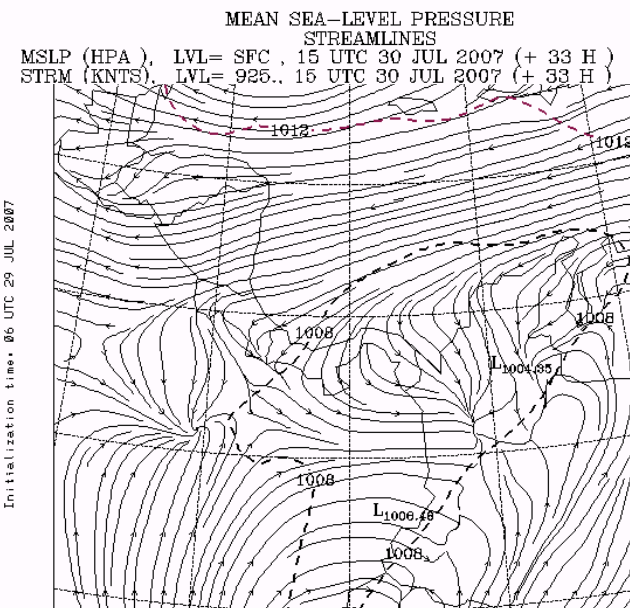 MEAN SEA-LEVEL PRESSURE
STREAMLINES
MSLP (HPA ), LVL= SFC , 15 UTC 30 JUL 2007 (+ 33 H )
STRM (KNTS), LVL= 925., 15 UTC 30 JUL 2007 (+ 33 H )
1012
1012
Initialization time: 06 UTC 29 JUL 2007
1008
1008
L1004.35
1008
L1006.46
1008